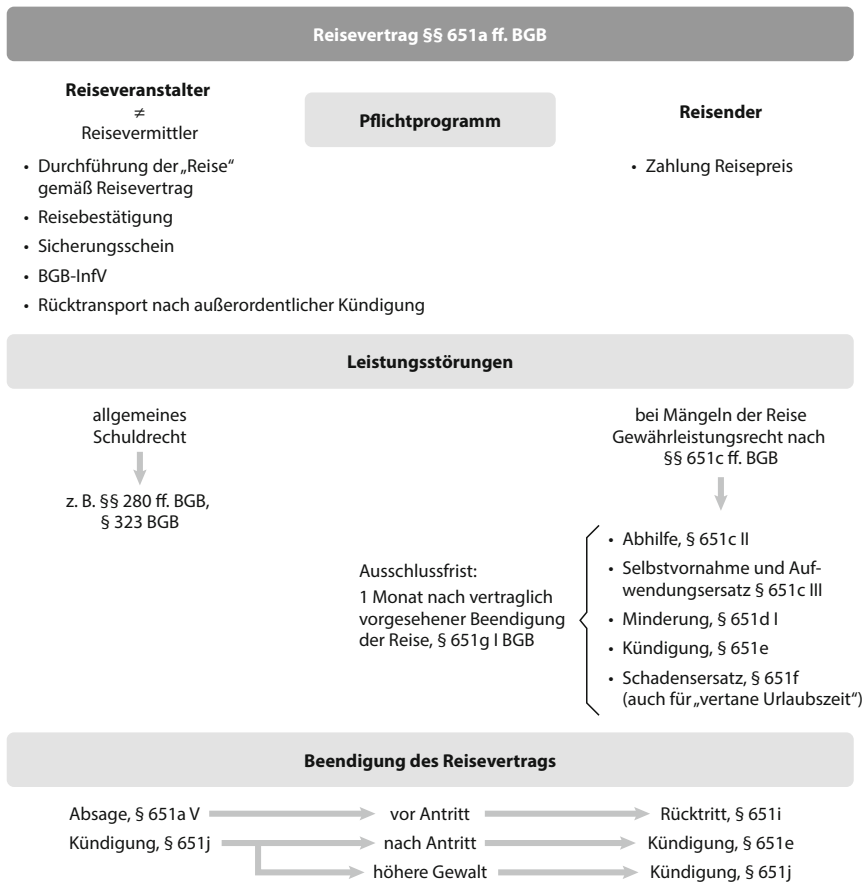 Reisevertrag §§ 651a ff. BGB
Reiseveranstalter
≠
Reisevermittler
• Durchführung der „Reise“
gemäß Reisevertrag
• Reisebestätigung
• Sicherungsschein
• BGB-InfV
• Rücktransport nach außerordentlicher Kündigung
Pflichtprogramm
Reisender
• Zahlung Reisepreis
Leistungsstörungen
allgemeines
Schuldrecht
z. B. §§ 280 ff. BGB,
§ 323 BGB
bei Mängeln der Reise
Gewährleistungsrecht nach
§§ 651c ff. BGB
Ausschlussfrist:
1 Monat nach vertraglich
vorgesehener Beendigung
der Reise, § 651g I BGB
• Abhilfe, § 651c II
• Selbstvornahme und Auf-
wendungsersatz § 651c III
• Minderung, § 651d I
• Kündigung, § 651e
• Schadensersatz, § 651f
(auch für „vertane Urlaubszeit“)
Beendigung des Reisevertrags
Absage, § 651a V vor Antritt Rücktritt, § 651i
Kündigung, § 651j nach Antritt Kündigung, § 651e
höhere Gewalt Kündigung, § 651j